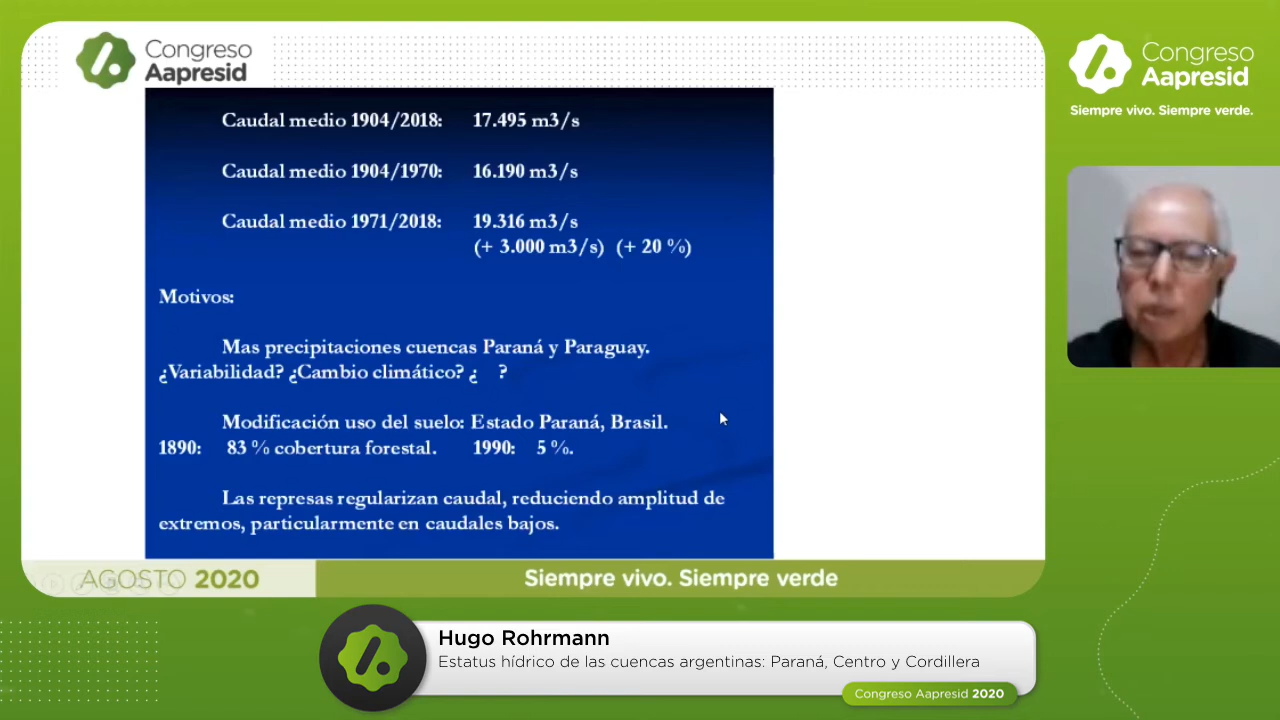 Congreso
Aapresid
Congreso
Aapresid
Siempre vivo. Siempre verde.
Caudal medio 1904/2018: 17.495 m3/s
Caudal medio 1904/1970: 16.190 m3/s
Caudal medio 1971/2018: 19.316 m3/s
(+ 3.000 m3/s) (+ 20 %)
Motivos:
Mas precipitaciones cuencas Paraná y Paraguay.
¿Variabilidad? ¿Cambio climático? ¿ ?
Modificación uso del suelo: Estado Paraná, Brasil.
1890: 83 % cobertura forestal. 1990: 5 %.
Las represas regularizan caudal, reduciendo amplitud de
extremos, particularmente en caudales bajos.
AGOSTO 2020
Siempre vivo. Siempre verde
Hugo Rohrmann
Estatus hídrico de las cuencas argentinas: Paraná, Centro y Cordillera
Congreso Aapresid 2020